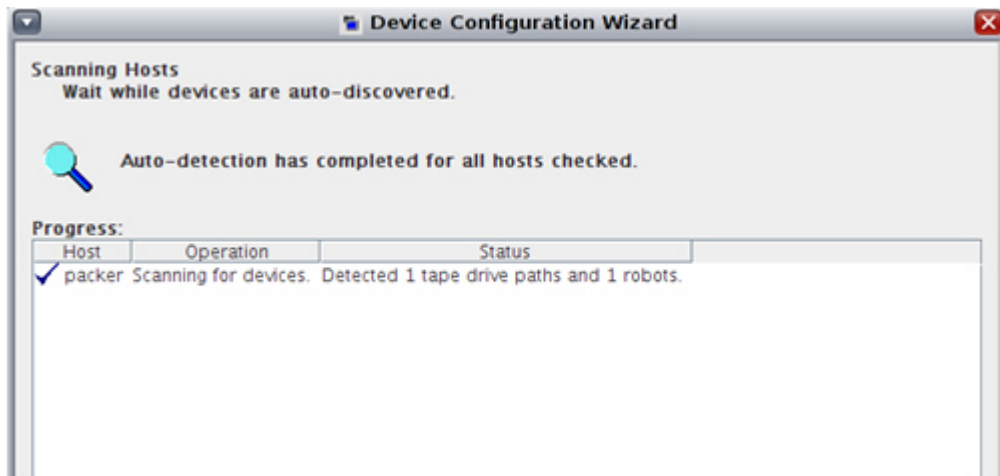 Device Configuration Wizard
Scanning Hosts
Wait while devices are auto-discovered.
Auto-detection has completed for all hosts checked.
Progress:
Host Operation Status
packer Scanning for devices. Detected 1 tape drive paths and 1 robots.